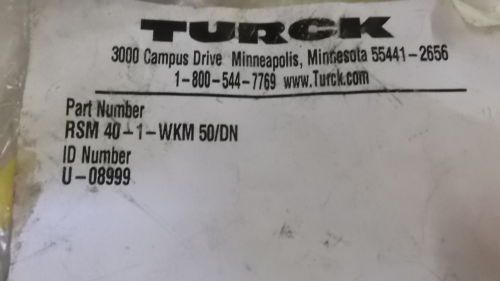 TURCK
3000 Campus Drive Minneapolis, Minnesota 55441-2656
1-800-544-7769 www.Turck.com
Part Number
RSM 40-1-WKM 50/DN
ID Number
U-08999